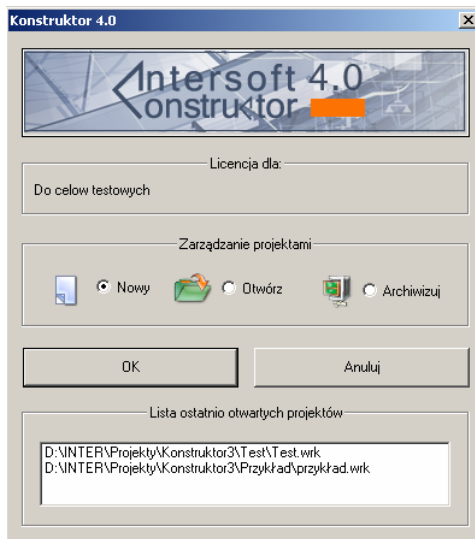 Konstruktor 4.0
Intersoft 4.0
Konstruktor
Licencja dla:
Do celow testowych
Zarządzanie projektami
Nowy
Otwórz
Archiwizuj
OK
Anuluj
Lista ostatnio otwartych projektów
D:\INTER\Projekty\Konstruktor3\Test\Test.wrk
D:\INTER\Projekty\Konstruktor3\Przykład\przykład.wrk